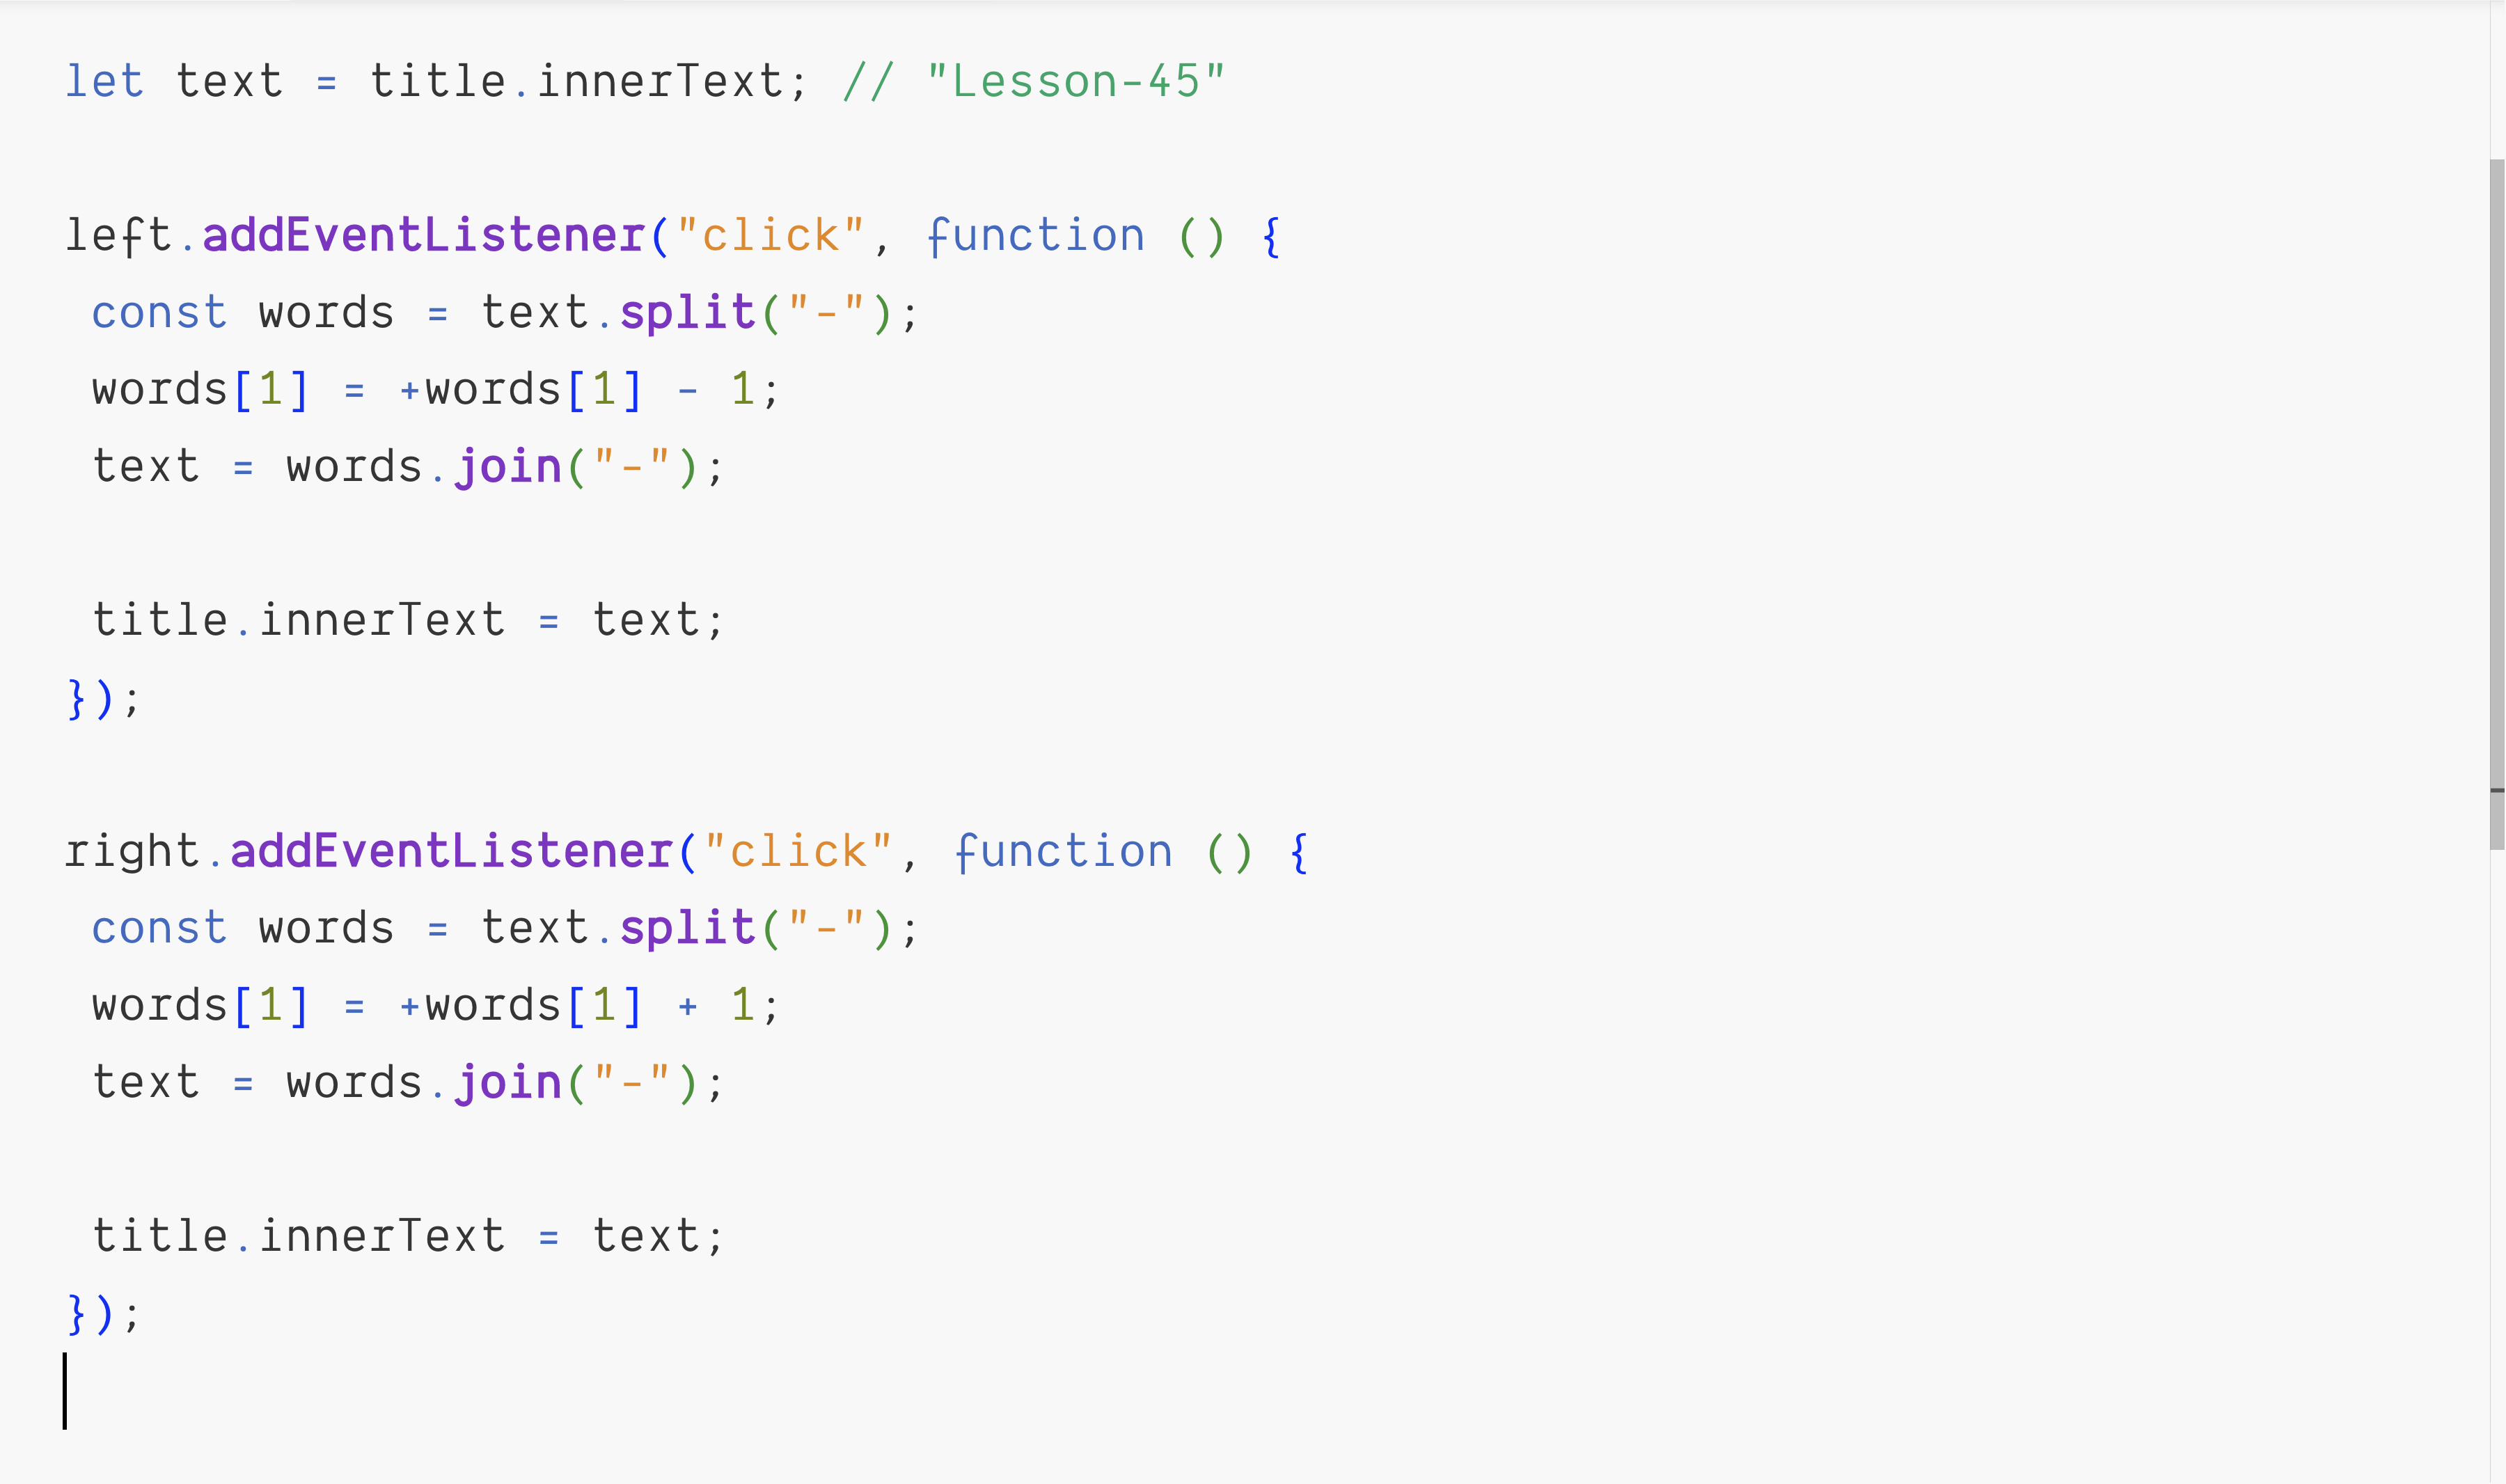 let text = title.innerText; // "Lesson-45"
left.addEventListener("click", function () {
const words = text.split("-");
words[1] = +words[1] - 1;
text = words.join("-");
title.innerText = text;
});
right.addEventListener("click", function () {
const words = text.split("-");
words[1] = +words[1] + 1;
text = words.join("-");
title.innerText = text;
});